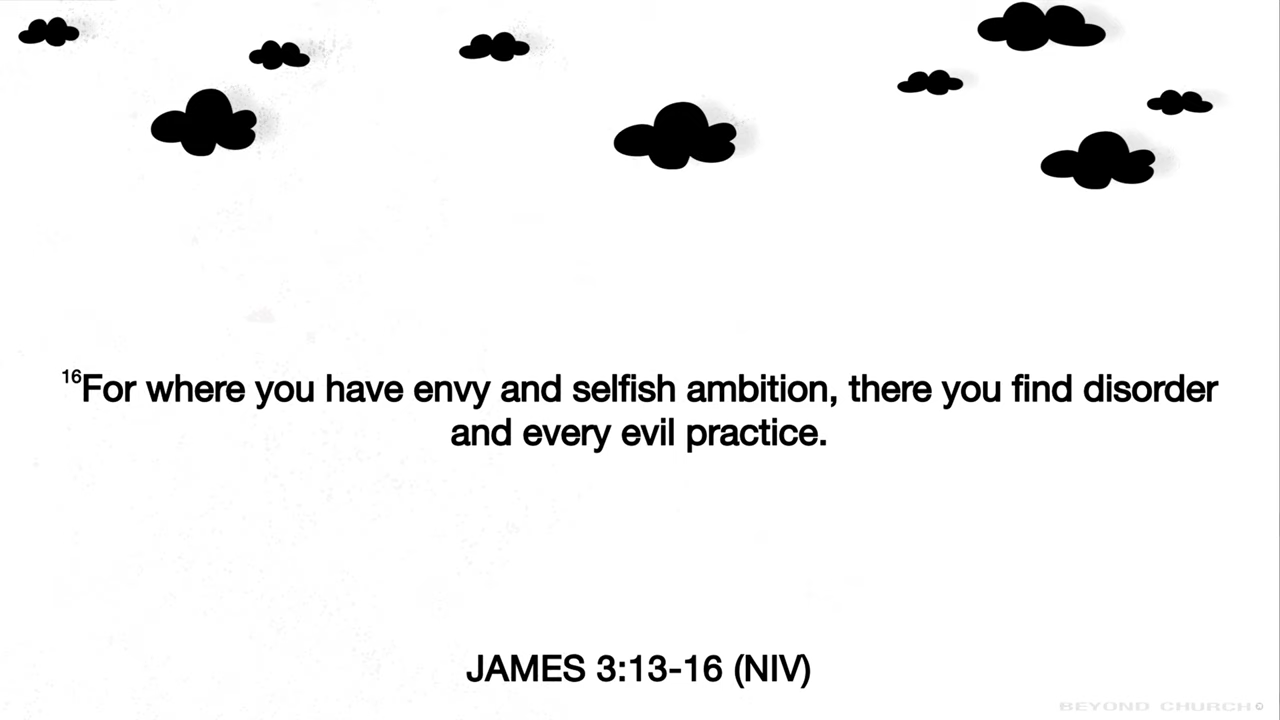 16For where you have envy and selfish ambition, there you find disorder
and every evil practice.
JAMES 3:13-16 (NIV)
BEYOND CHURCH©